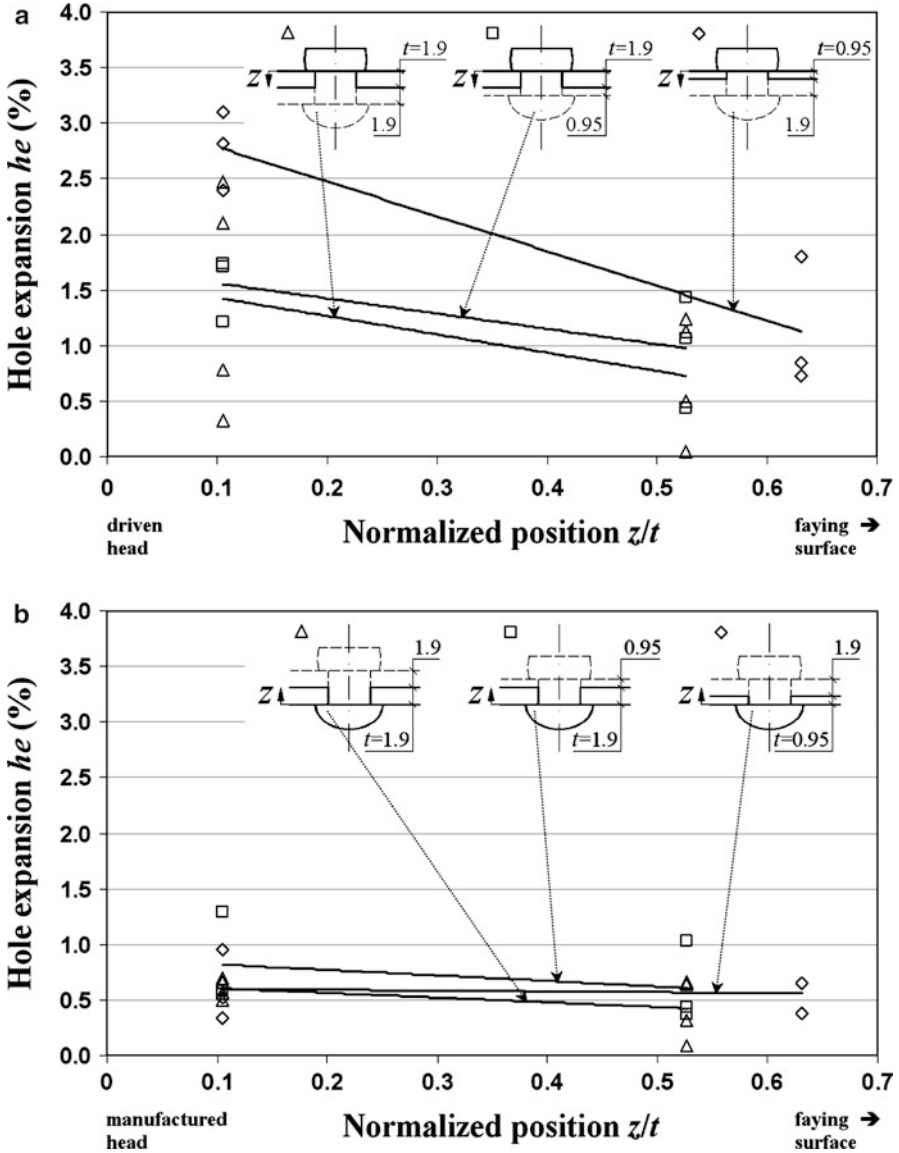 a
Hole expansion he (%)
4.0
3.5
3.0
2.5
2.0
1.5
1.0
0.5
0.0
z
t=1.9
1.9
z
t=1.9
0.95
z
t=0.95
1.9
0 0.1 0.2 0.3 0.4 0.5 0.6 0.7
driven
head
Normalized position z/t
faying ➔
surface
b
Hole expansion he (%)
4.0
3.5
3.0
2.5
2.0
1.5
1.0
0.5
0.0
1.9
z
t=1.9
0.95
z
t=1.9
1.9
z
t=0.95
0 0.1 0.2 0.3 0.4 0.5 0.6 0.7
manufactured
head
Normalized position z/t
faying ➔
surface